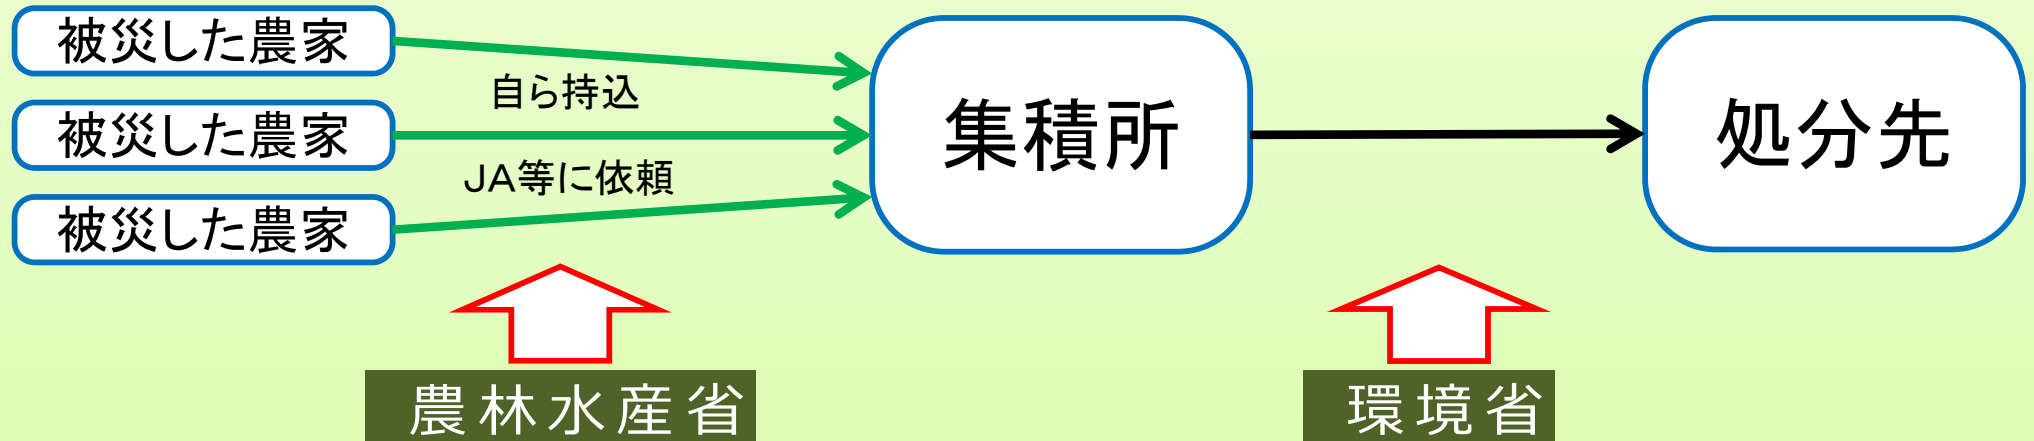 被災した農家
被災した農家
被災した農家
自ら持込
JA等に依頼
集積所
処分先
農林水産省
環境省